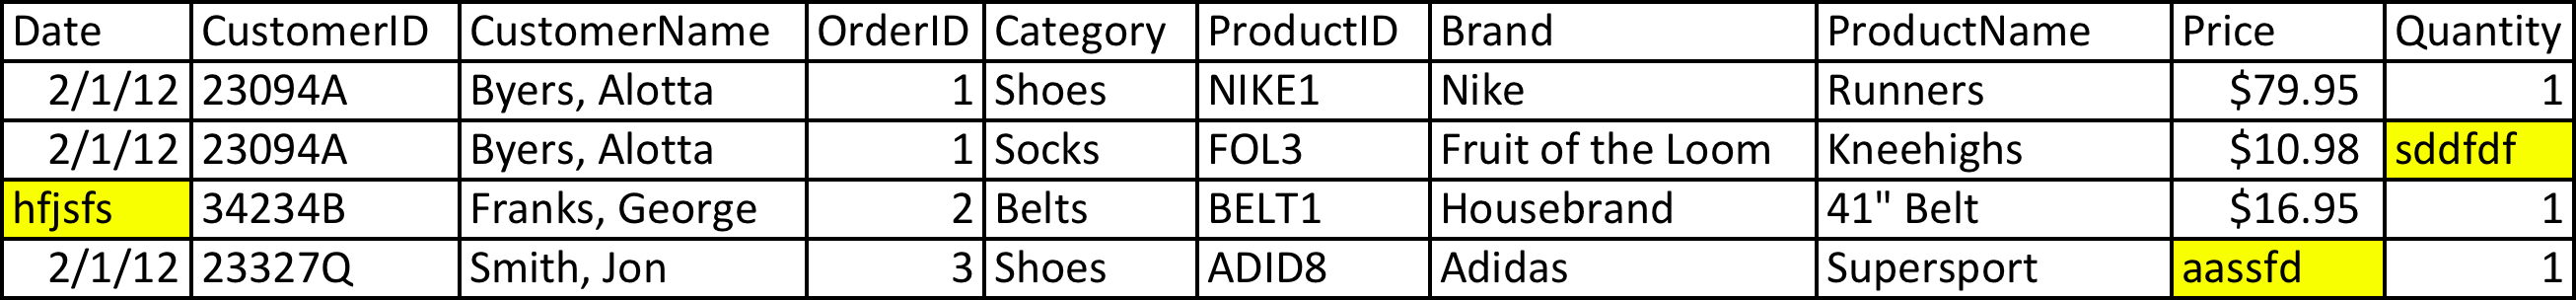 Date CustomerID CustomerName OrderID Category ProductID Brand ProductName Price Quantity
2/1/12 23094A Byers, Alotta 1 Shoes NIKE1 Nike Runners $79.95 1
2/1/12 23094A Byers, Alotta 1 Socks FOL3 Fruit of the Loom Kneehighs $10.98 sddfdf
hfjsfs 34234B Franks, George 2 Belts BELT1 Housebrand 41" Belt $16.95 1
2/1/12 23327Q Smith, Jon 3 Shoes ADID8 Adidas Supersport aassfd 1